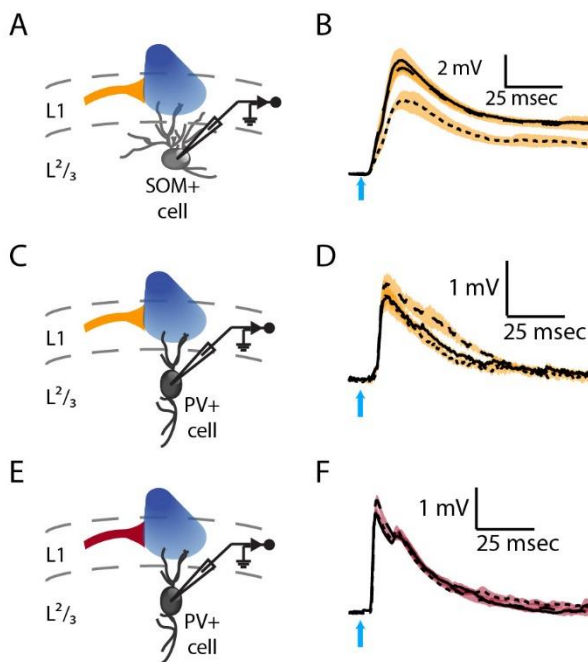 A
L1
L²/₃
SOM+
cell
B
2 mV
25 msec
C
L1
L²/₃
PV+
cell
D
1 mV
25 msec
E
L1
L²/₃
PV+
cell
F
1 mV
25 msec